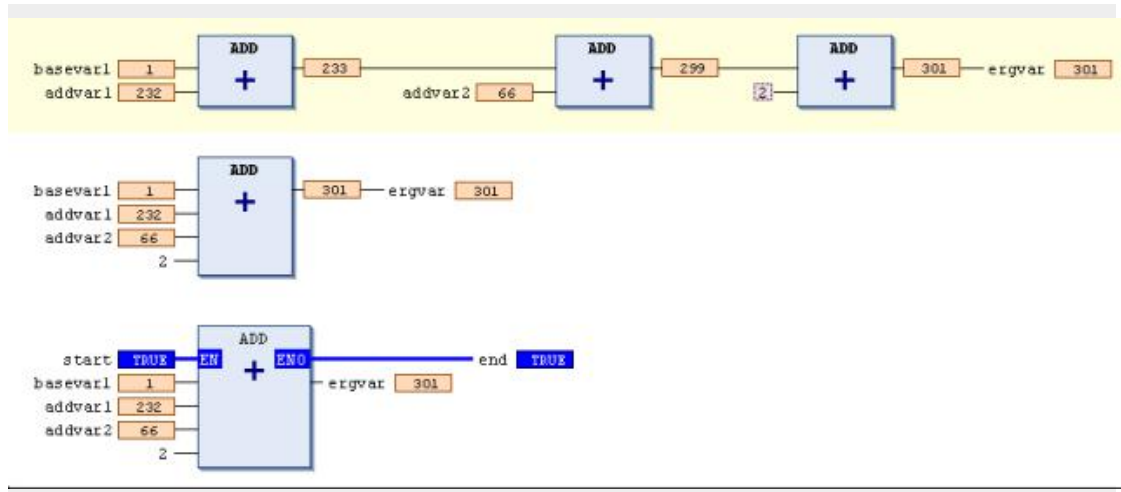 ADD ADD ADD
basevar1 1 233 299 301 ergvar 301
addvar1 232 addvar2 66 2
ADD
basevar1 1 301 ergvar 301
addvar1 232
addvar2 66
2
ADD
start TRUE EN ENO end TRUE
basevar1 1 ergvar 301
addvar1 232
addvar2 66
2